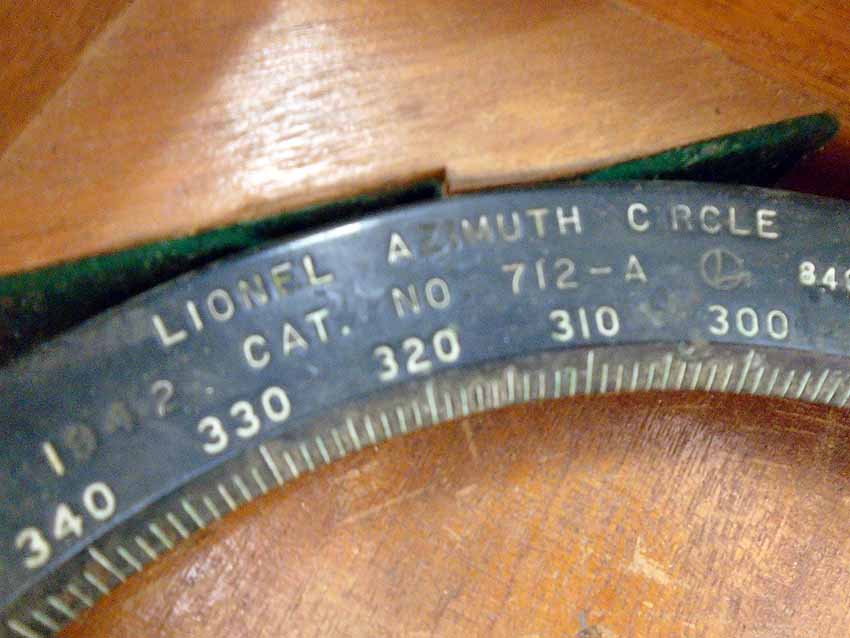 LIONEL AZIMUTH CIRCLE
CAT. NO 712-A
1942
340 330 320 310 300